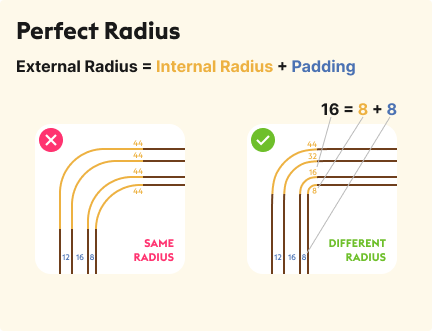 Perfect Radius
External Radius = Internal Radius + Padding
16 = 8 + 8
44
44
44
44
12 16 8
SAME
RADIUS
44
32
16
8
12 16 8
DIFFERENT
RADIUS